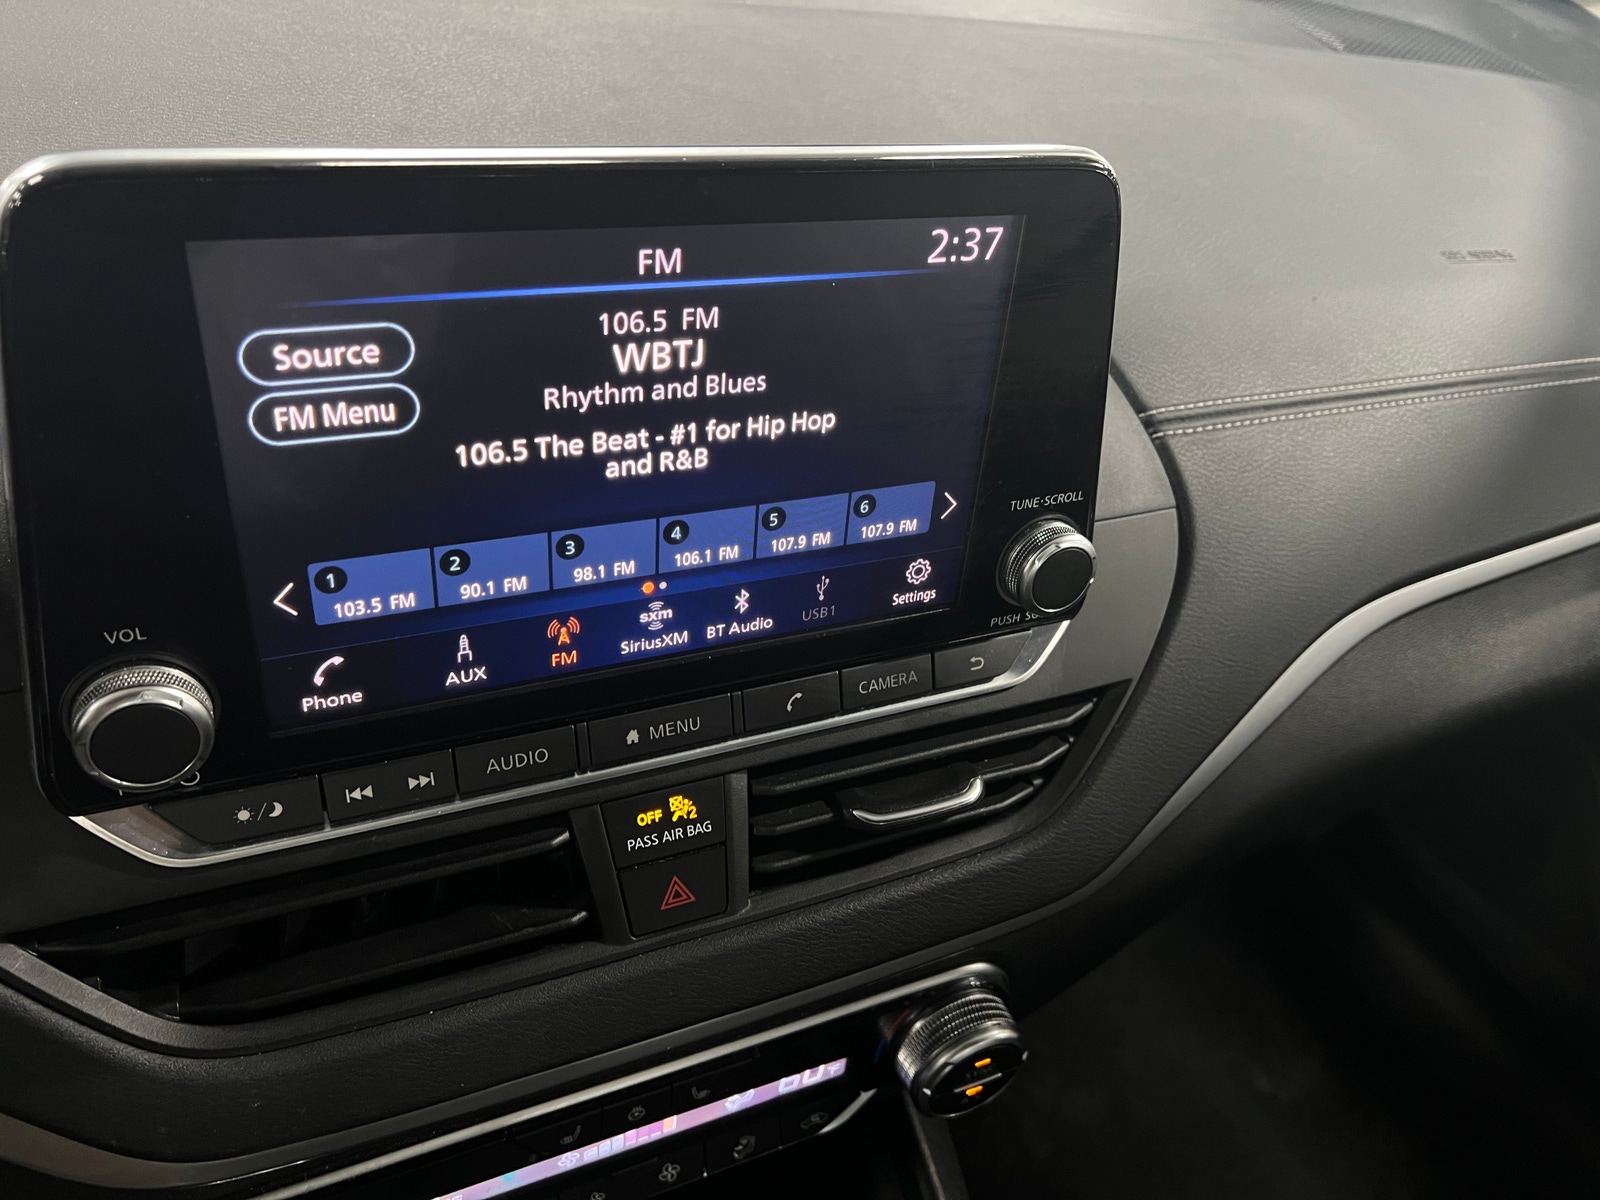 FM
2:37
106.5 FM
WBTJ
Rhythm and Blues
106.5 The Beat - #1 for Hip Hop
and R&B
Source
FM Menu
1
103.5 FM
2
90.1 FM
3
98.1 FM
4
106.1 FM
5
107.9 FM
6
107.9 FM
Phone
AUX
FM
sxm
SiriusXM
BT Audio
USB1
Settings
VOL
TUNE·SCROLL
PUSH
AUDIO
MENU
CAMERA
OFF
2
PASS AIR BAG